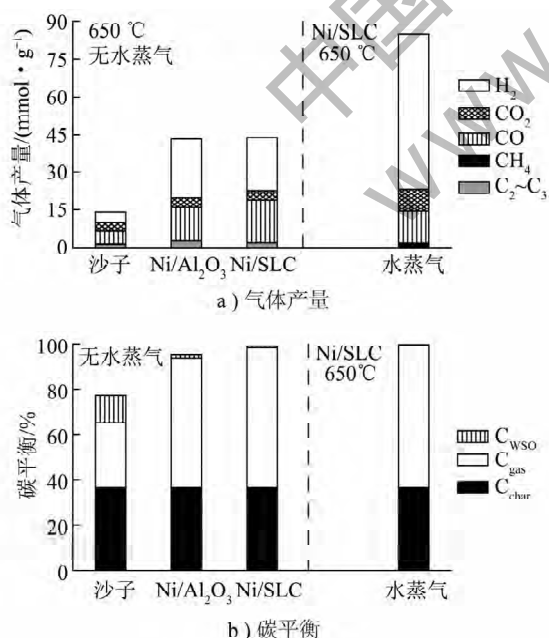 中国
www
90
75
60
45
30
15
0
气体产量/(mmol·g⁻¹)
650 ℃
无水蒸气
Ni/SLC
650 ℃
H₂
CO₂
CO
CH₄
C₂~C₃
沙子 Ni/Al₂O₃ Ni/SLC 水蒸气
a ) 气体产量
100
80
60
40
20
0
碳平衡/%
无水蒸气
Ni/SLC
650℃
C_WSO
C_gas
C_char
沙子 Ni/Al₂O₃ Ni/SLC 水蒸气
b ) 碳平衡